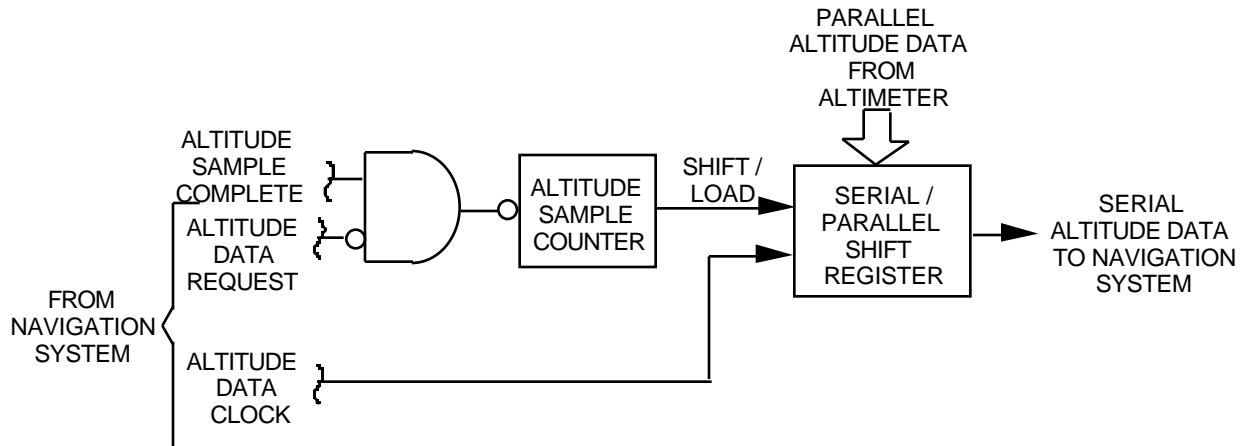 PARALLEL
ALTITUDE DATA
FROM
ALTIMETER
ALTITUDE
SAMPLE
COMPLETE
ALTITUDE
DATA
REQUEST
FROM
NAVIGATION
SYSTEM
ALTITUDE
DATA
CLOCK
ALTITUDE
SAMPLE
COUNTER
SHIFT /
LOAD
SERIAL /
PARALLEL
SHIFT
REGISTER
SERIAL
ALTITUDE DATA
TO NAVIGATION
SYSTEM